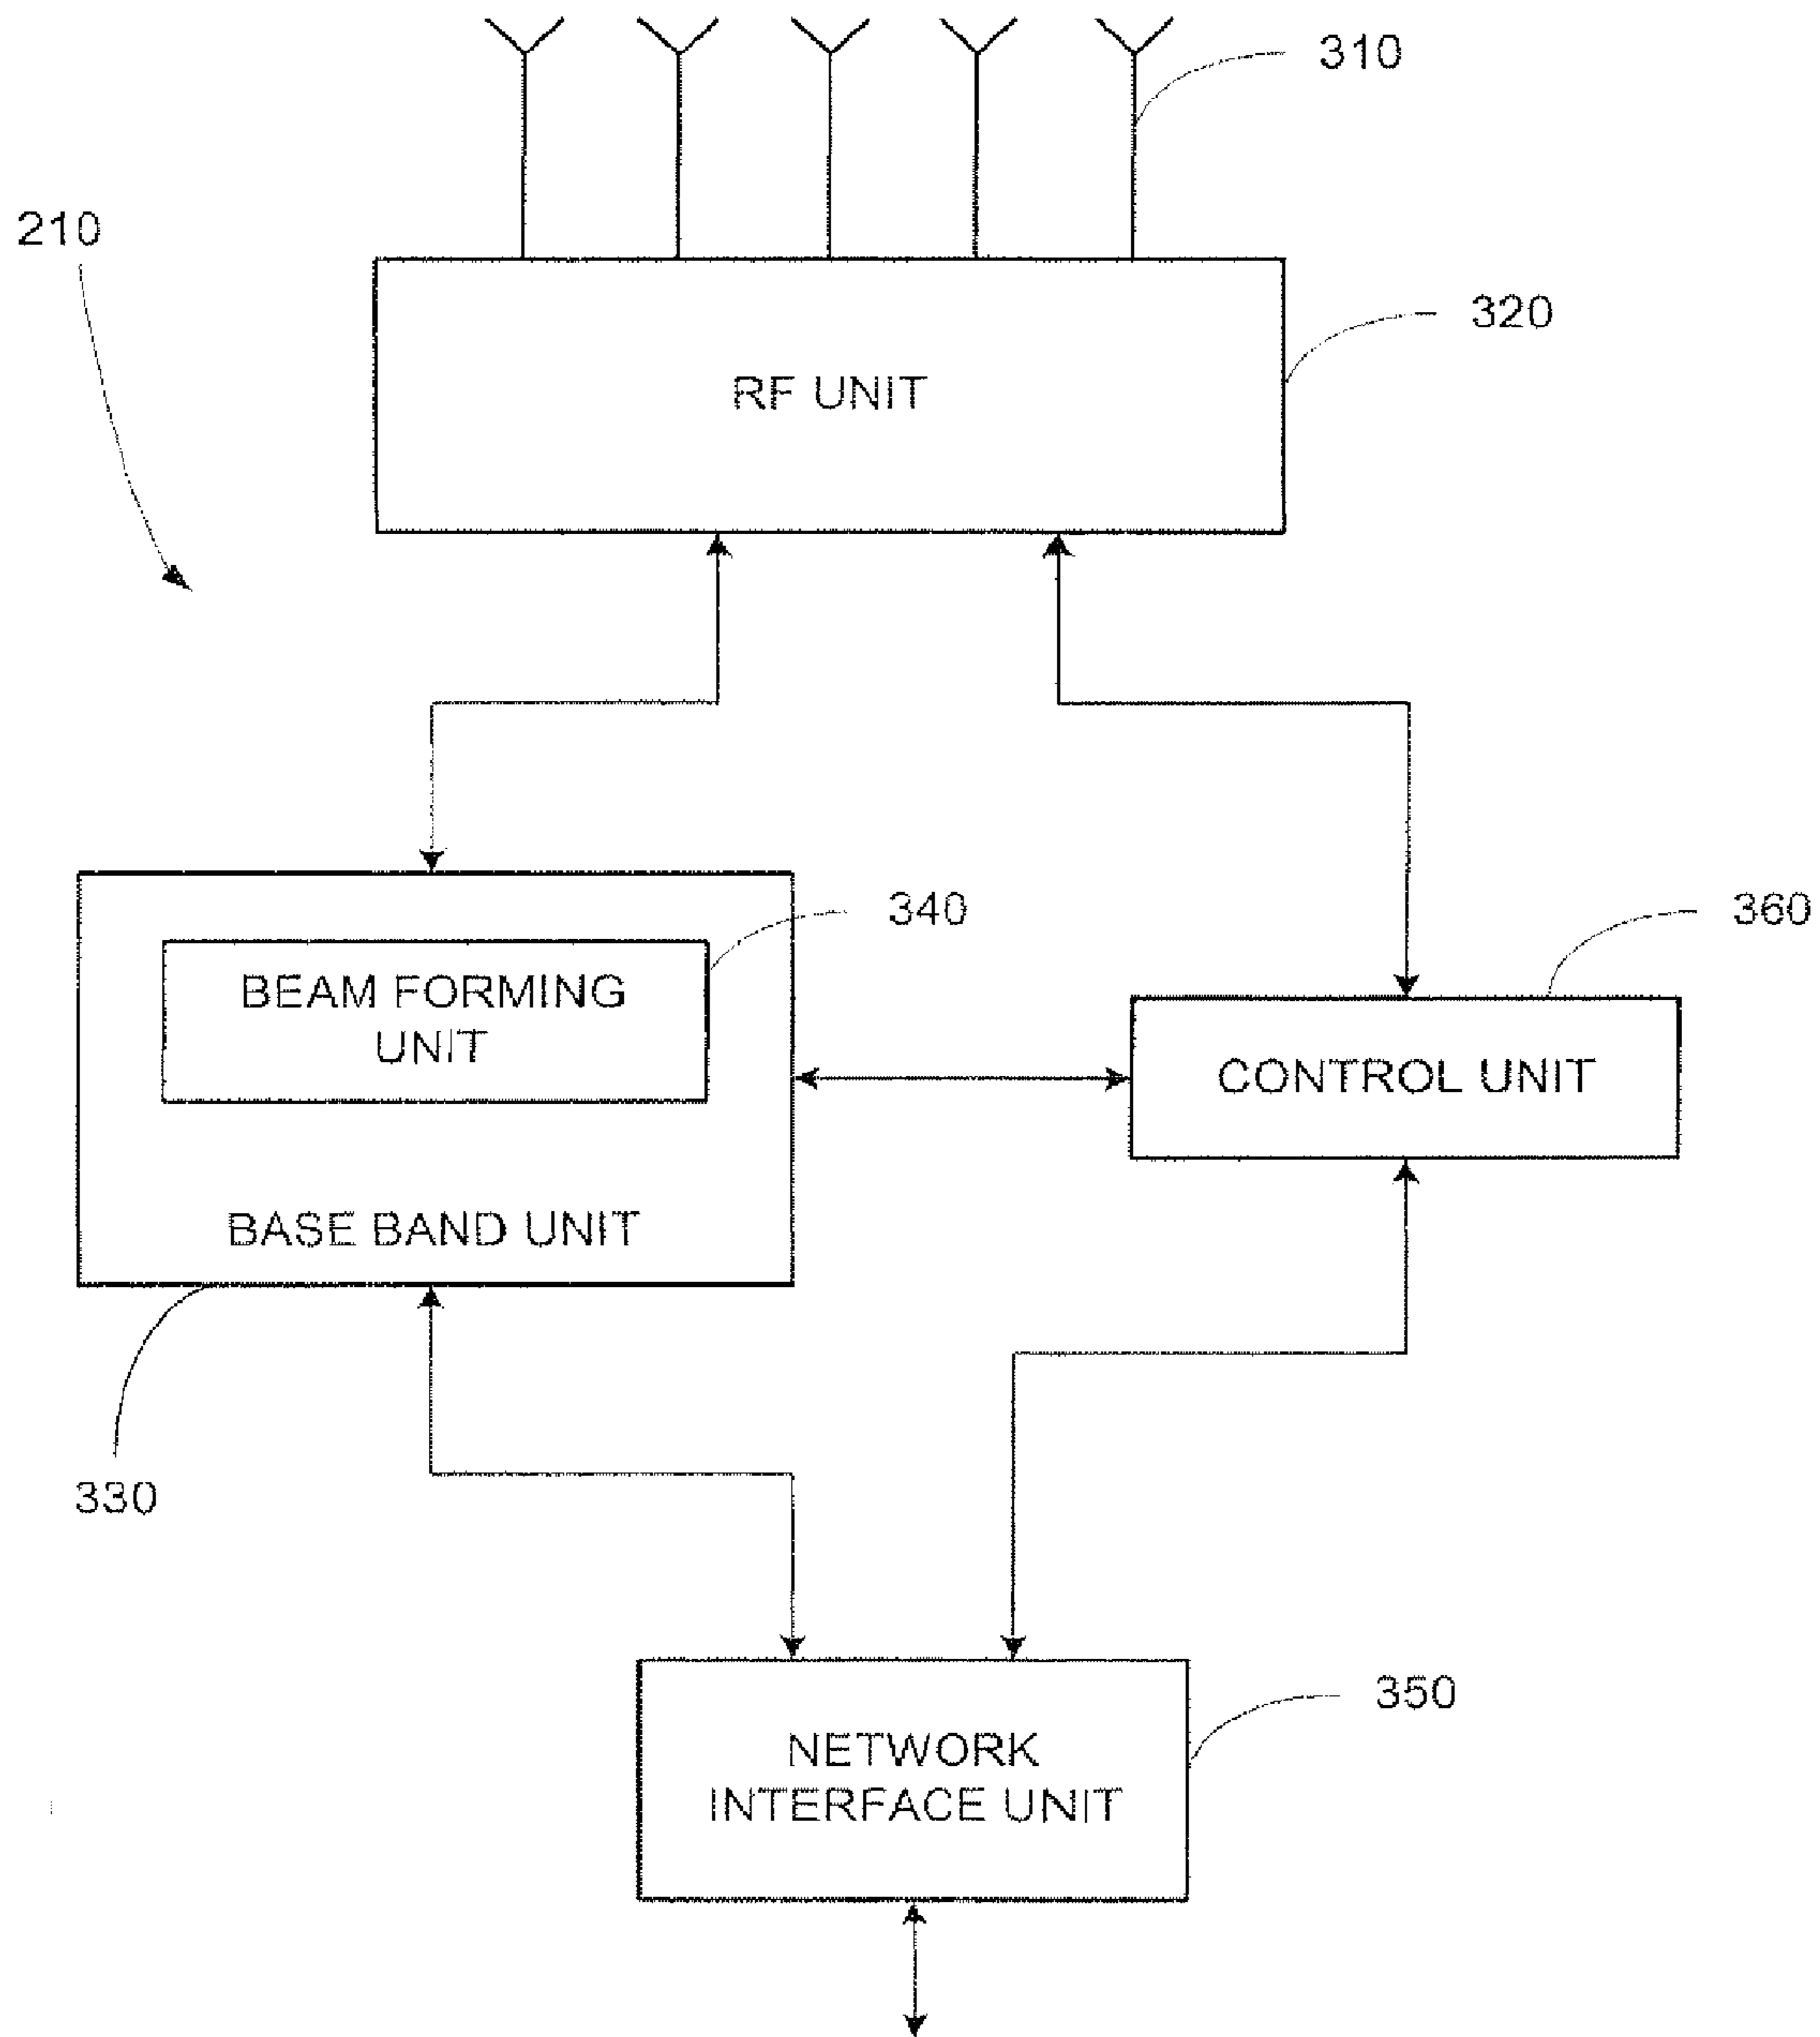 310
210
320
RF UNIT
340
360
BEAM FORMING
UNIT
CONTROL UNIT
BASE BAND UNIT
330
350
NETWORK
INTERFACE UNIT